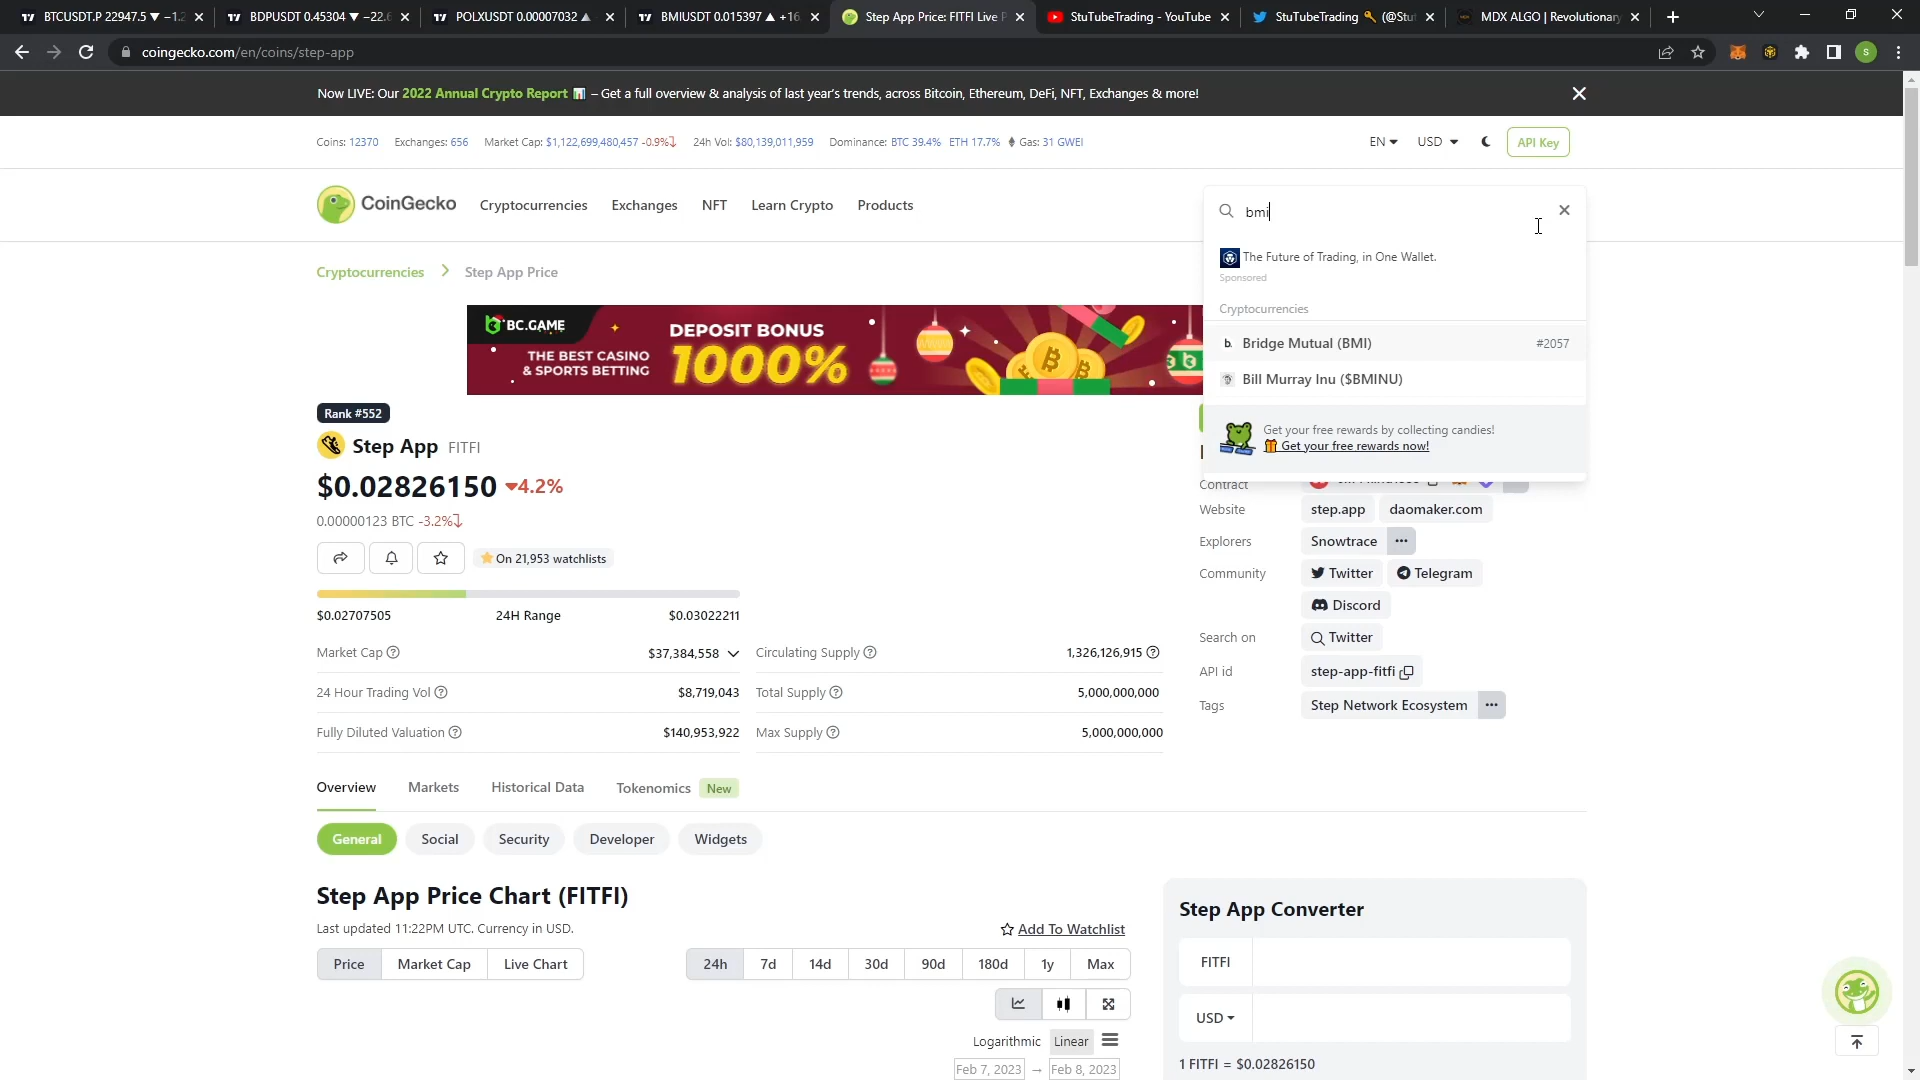 BTCUSDT.P 22947.5 ▼ −1.2
BDPUSDT 0.45304 ▼ −22.6
POLXUSDT 0.00007032 ▲
BMIUSDT 0.015397 ▲ +16
Step App Price: FITFI Live P
StuTubeTrading - YouTube
StuTubeTrading 🔑 (@Stu
MDX ALGO | Revolutionary
coingecko.com/en/coins/step-app
S
Now LIVE: Our 2022 Annual Crypto Report 📊 – Get a full overview & analysis of last year's trends, across Bitcoin, Ethereum, DeFi, NFT, Exchanges & more!
Coins: 12370 Exchanges: 656 Market Cap: $1,122,699,480,457 -0.9% 24h Vol: $80,139,011,959 Dominance: BTC 39.4% ETH 17.7% Gas: 31 GWEI
EN USD API Key
CoinGecko Cryptocurrencies Exchanges NFT Learn Crypto Products
bmi
The Future of Trading, in One Wallet.
Sponsored
Cryptocurrencies
Bridge Mutual (BMI) #2057
Bill Murray Inu ($BMINU)
Get your free rewards by collecting candies!
🎁 Get your free rewards now!
Cryptocurrencies > Step App Price
BC.GAME
THE BEST CASINO
& SPORTS BETTING
DEPOSIT BONUS
1000%
Rank #552
Step App FITFI
$0.02826150 ▼4.2%
0.00000123 BTC -3.2%
On 21,953 watchlists
$0.02707505 24H Range $0.03022211
Market Cap $37,384,558
24 Hour Trading Vol $8,719,043
Fully Diluted Valuation $140,953,922
Circulating Supply 1,326,126,915
Total Supply 5,000,000,000
Max Supply 5,000,000,000
Contract
Website step.app daomaker.com
Explorers Snowtrace ...
Community Twitter Telegram
Discord
Search on Twitter
API id step-app-fitfi
Tags Step Network Ecosystem ...
Overview Markets Historical Data Tokenomics New
General Social Security Developer Widgets
Step App Price Chart (FITFI)
Last updated 11:22PM UTC. Currency in USD.
Add To Watchlist
Price Market Cap Live Chart
24h 7d 14d 30d 90d 180d 1y Max
Logarithmic Linear
Feb 7, 2023 → Feb 8, 2023
Step App Converter
FITFI
USD
1 FITFI = $0.02826150